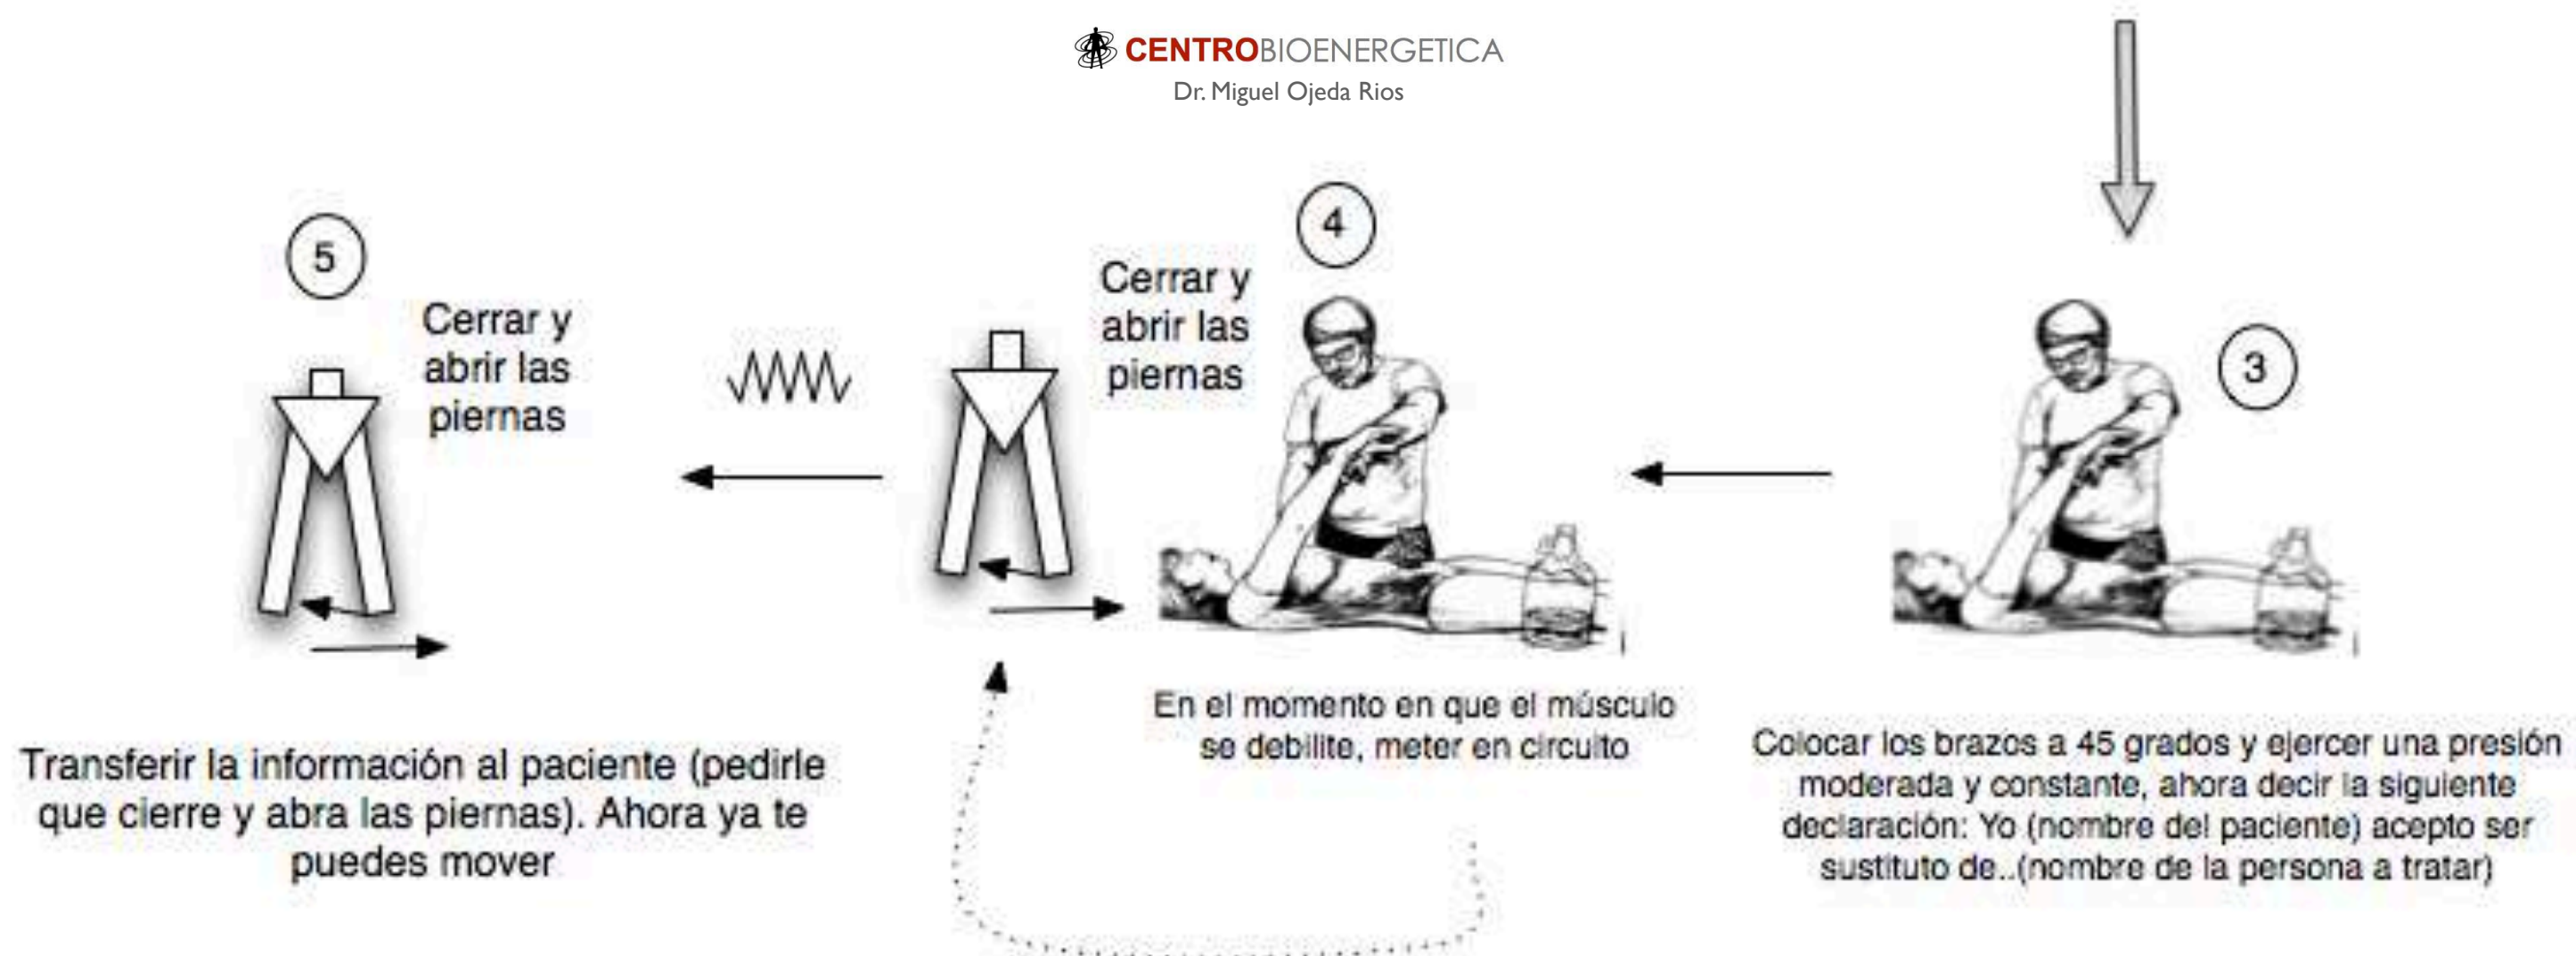 CENTROBIOENERGETICA
Dr. Miguel Ojeda Rios
5
Cerrar y
abrir las
piernas
Transferir la información al paciente (pedirle
que cierre y abra las piernas). Ahora ya te
puedes mover
Cerrar y
abrir las
piernas
4
En el momento en que el músculo
se debilite, meter en circuito
3
Colocar los brazos a 45 grados y ejercer una presión
moderada y constante, ahora decir la siguiente
declaración: Yo (nombre del paciente) acepto ser
sustituto de..(nombre de la persona a tratar)